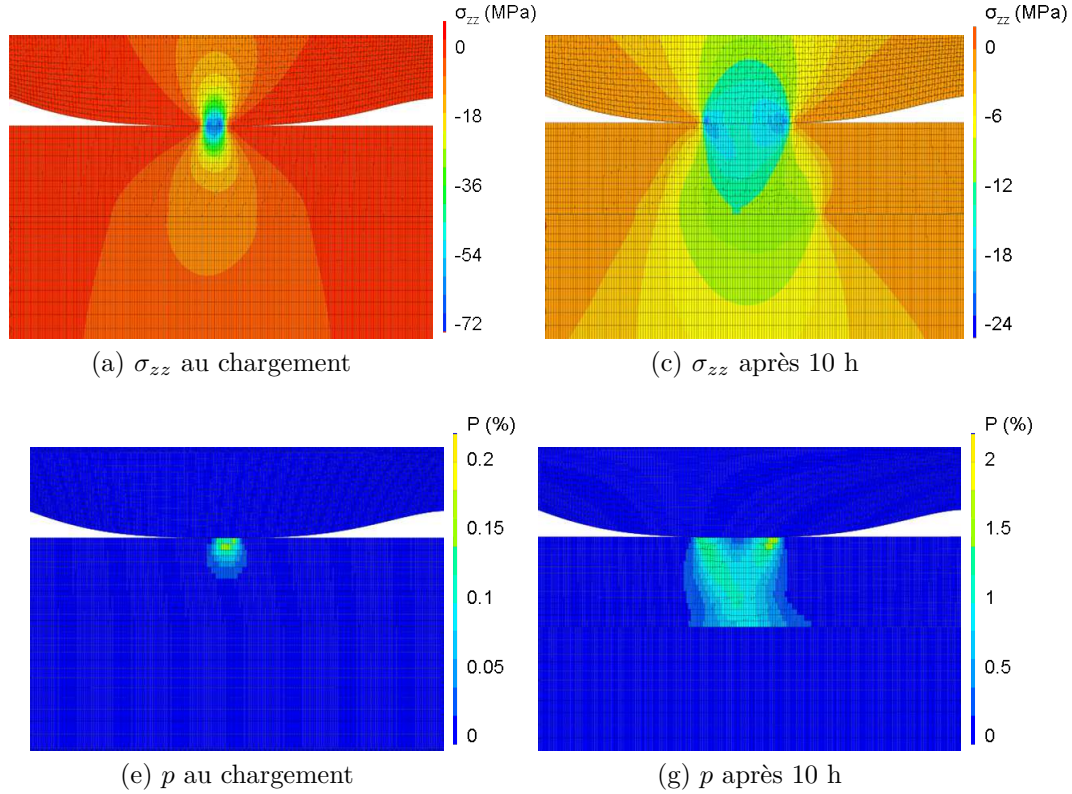 σzz (MPa)
0
-18
-36
-54
-72
(a) σzz au chargement
σzz (MPa)
0
-6
-12
-18
-24
(c) σzz après 10 h
P (%)
0.2
0.15
0.1
0.05
0
(e) p au chargement
P (%)
2
1.5
1
0.5
0
(g) p après 10 h